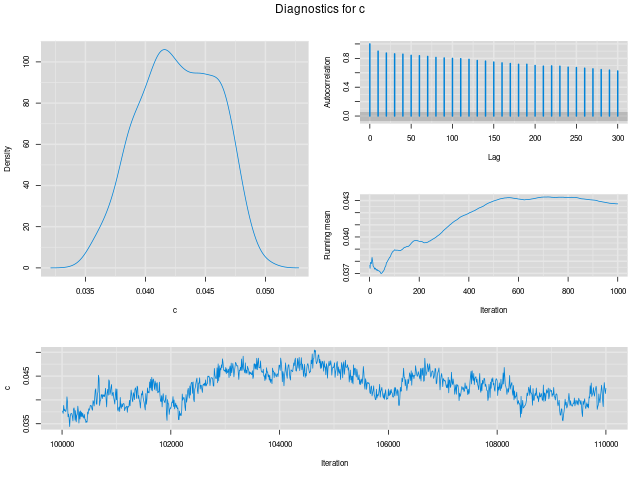 Diagnostics for c
Density
0 20 40 60 80 100
0.035 0.040 0.045 0.050
c
Autocorrelation
0.0 0.4 0.8
0 50 100 150 200 250 300
Lag
Running mean
0.037 0.040 0.043
0 200 400 600 800 1000
Iteration
c
0.035 0.045
100000 102000 104000 106000 108000 110000
Iteration